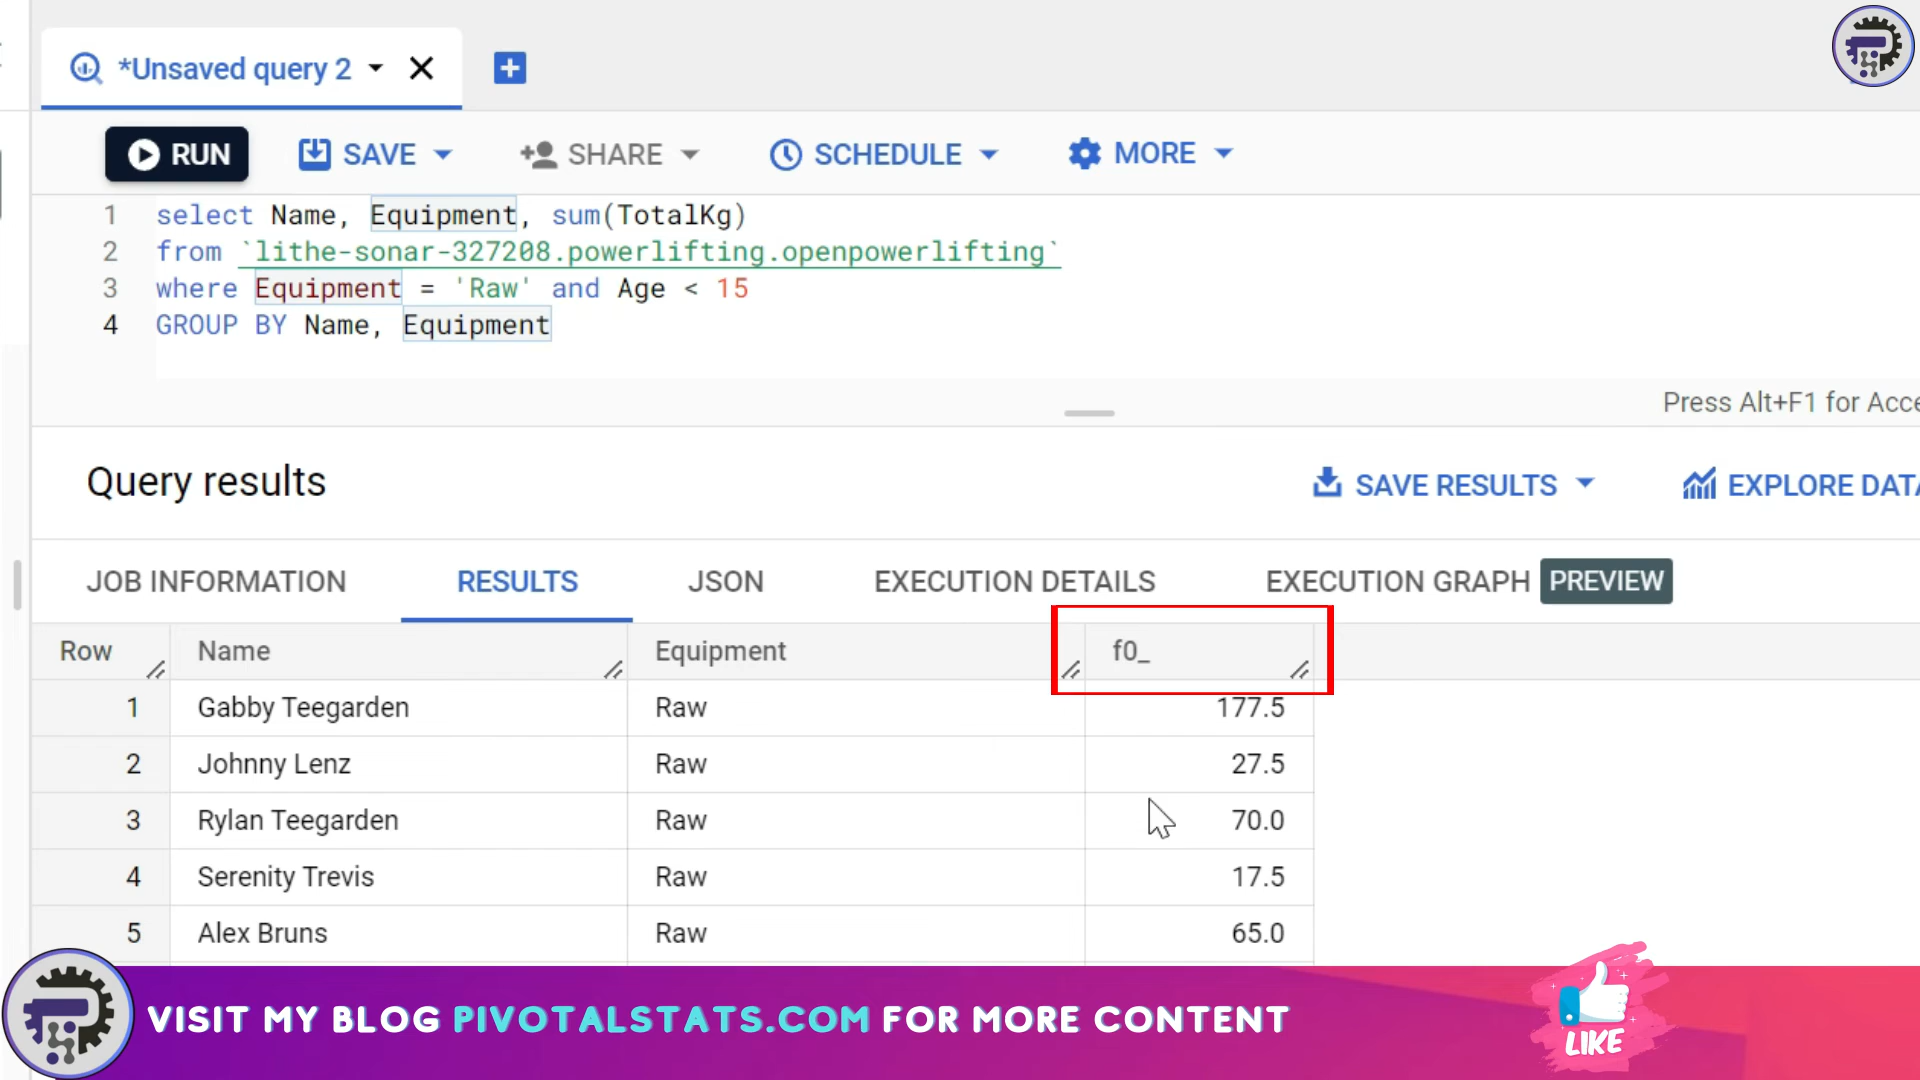 *Unsaved query 2
RUN SAVE SHARE SCHEDULE MORE
1 select Name, Equipment, sum(TotalKg)
2 from `lithe-sonar-327208.powerlifting.openpowerlifting`
3 where Equipment = 'Raw' and Age < 15
4 GROUP BY Name, Equipment
Press Alt+F1 for Acce
Query results SAVE RESULTS EXPLORE DATA
JOB INFORMATION RESULTS JSON EXECUTION DETAILS EXECUTION GRAPH PREVIEW
Row Name Equipment f0_
1 Gabby Teegarden Raw 177.5
2 Johnny Lenz Raw 27.5
3 Rylan Teegarden Raw 70.0
4 Serenity Trevis Raw 17.5
5 Alex Bruns Raw 65.0
VISIT MY BLOG PIVOTALSTATS.COM FOR MORE CONTENT
LIKE